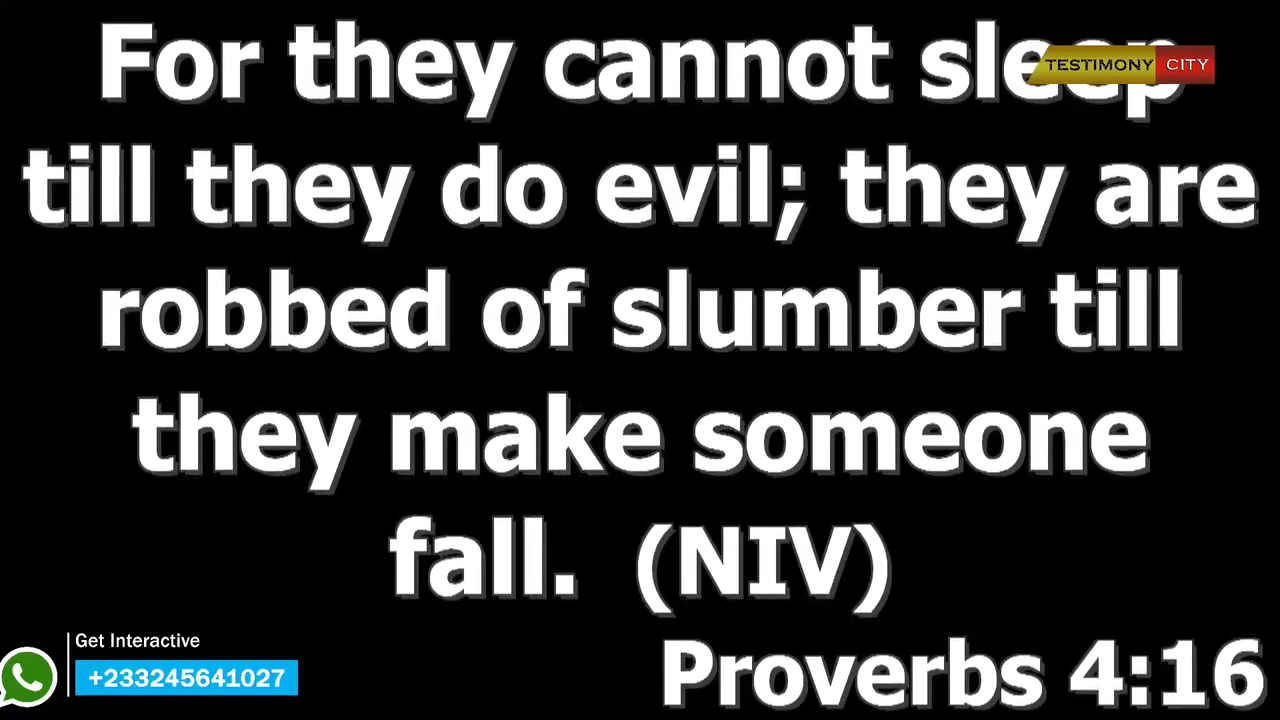 For they cannot sleep
TESTIMONY CITY
till they do evil; they are
robbed of slumber till
they make someone
fall. (NIV)
Get Interactive
+233245641027
Proverbs 4:16